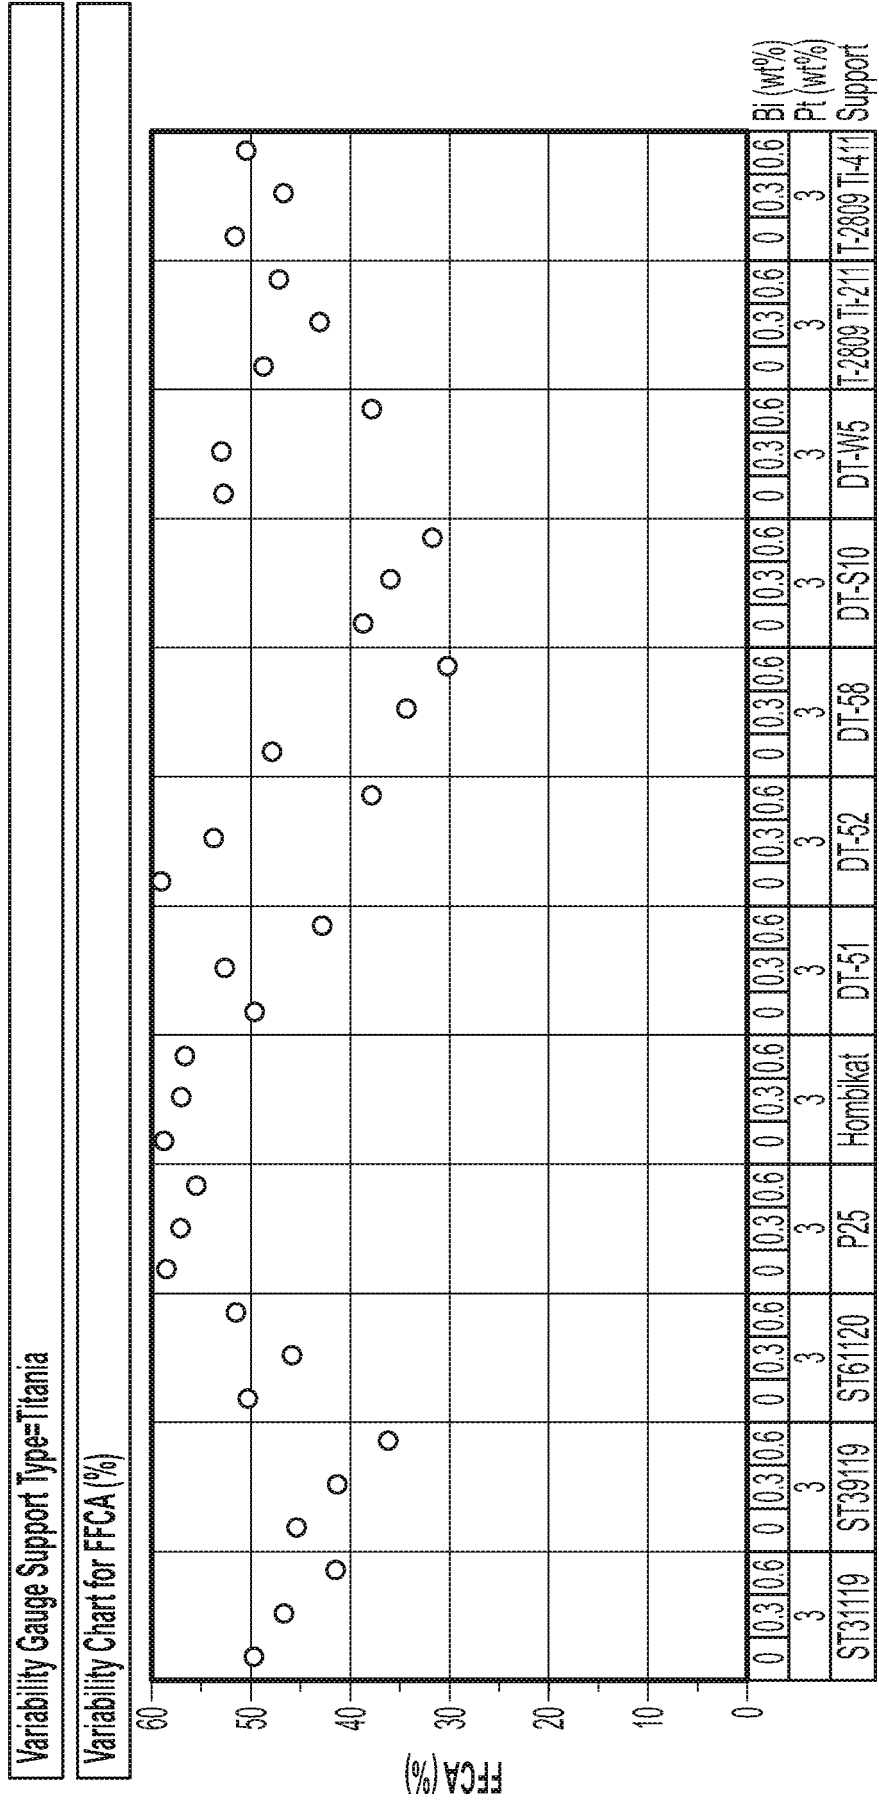 Variability Gauge Support Type=Titania
Variability Chart for FFCA (%)
FFCA (%)
60
50
40
30
20
10
0
0 0.3 0.6 0 0.3 0.6 0 0.3 0.6 0 0.3 0.6 0 0.3 0.6 0 0.3 0.6 0 0.3 0.6 0 0.3 0.6 0 0.3 0.6 0 0.3 0.6 0 0.3 0.6 0 0.3 0.6 Bi (wt%)
3 3 3 3 3 3 3 3 3 3 3 3 Pt (wt%)
ST31119 ST39119 ST61120 P25 Hombikat DT-51 DT-52 DT-58 DT-S10 DT-W5 T-2809 Ti-211 T-2809 Ti-411 Support